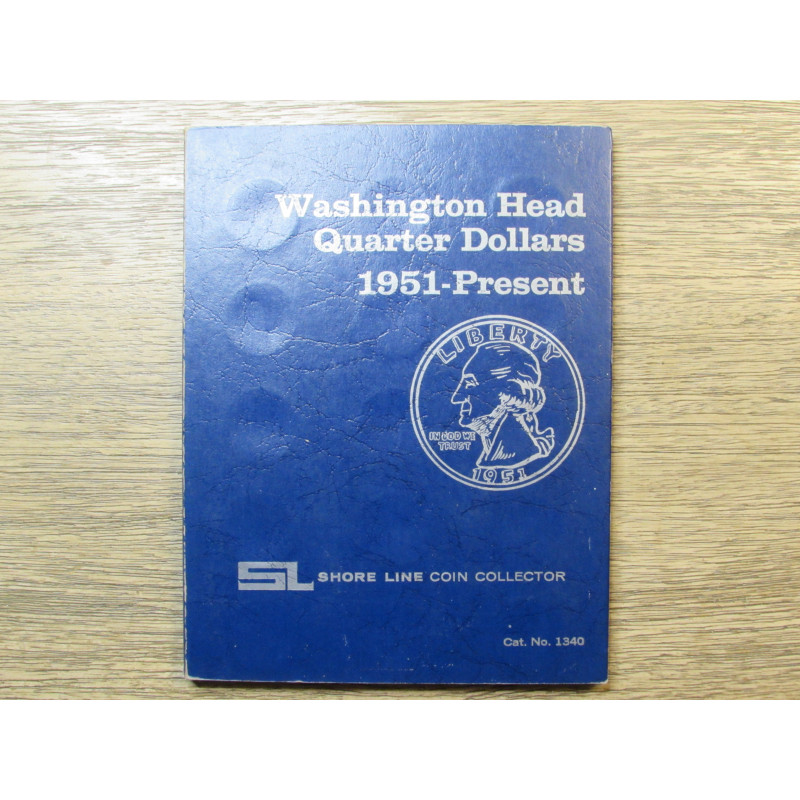 Washington Head
Quarter Dollars
1951-Present
LIBERTY
IN GOD WE
TRUST
1951
SL SHORE LINE COIN COLLECTOR
Cat. No. 1340